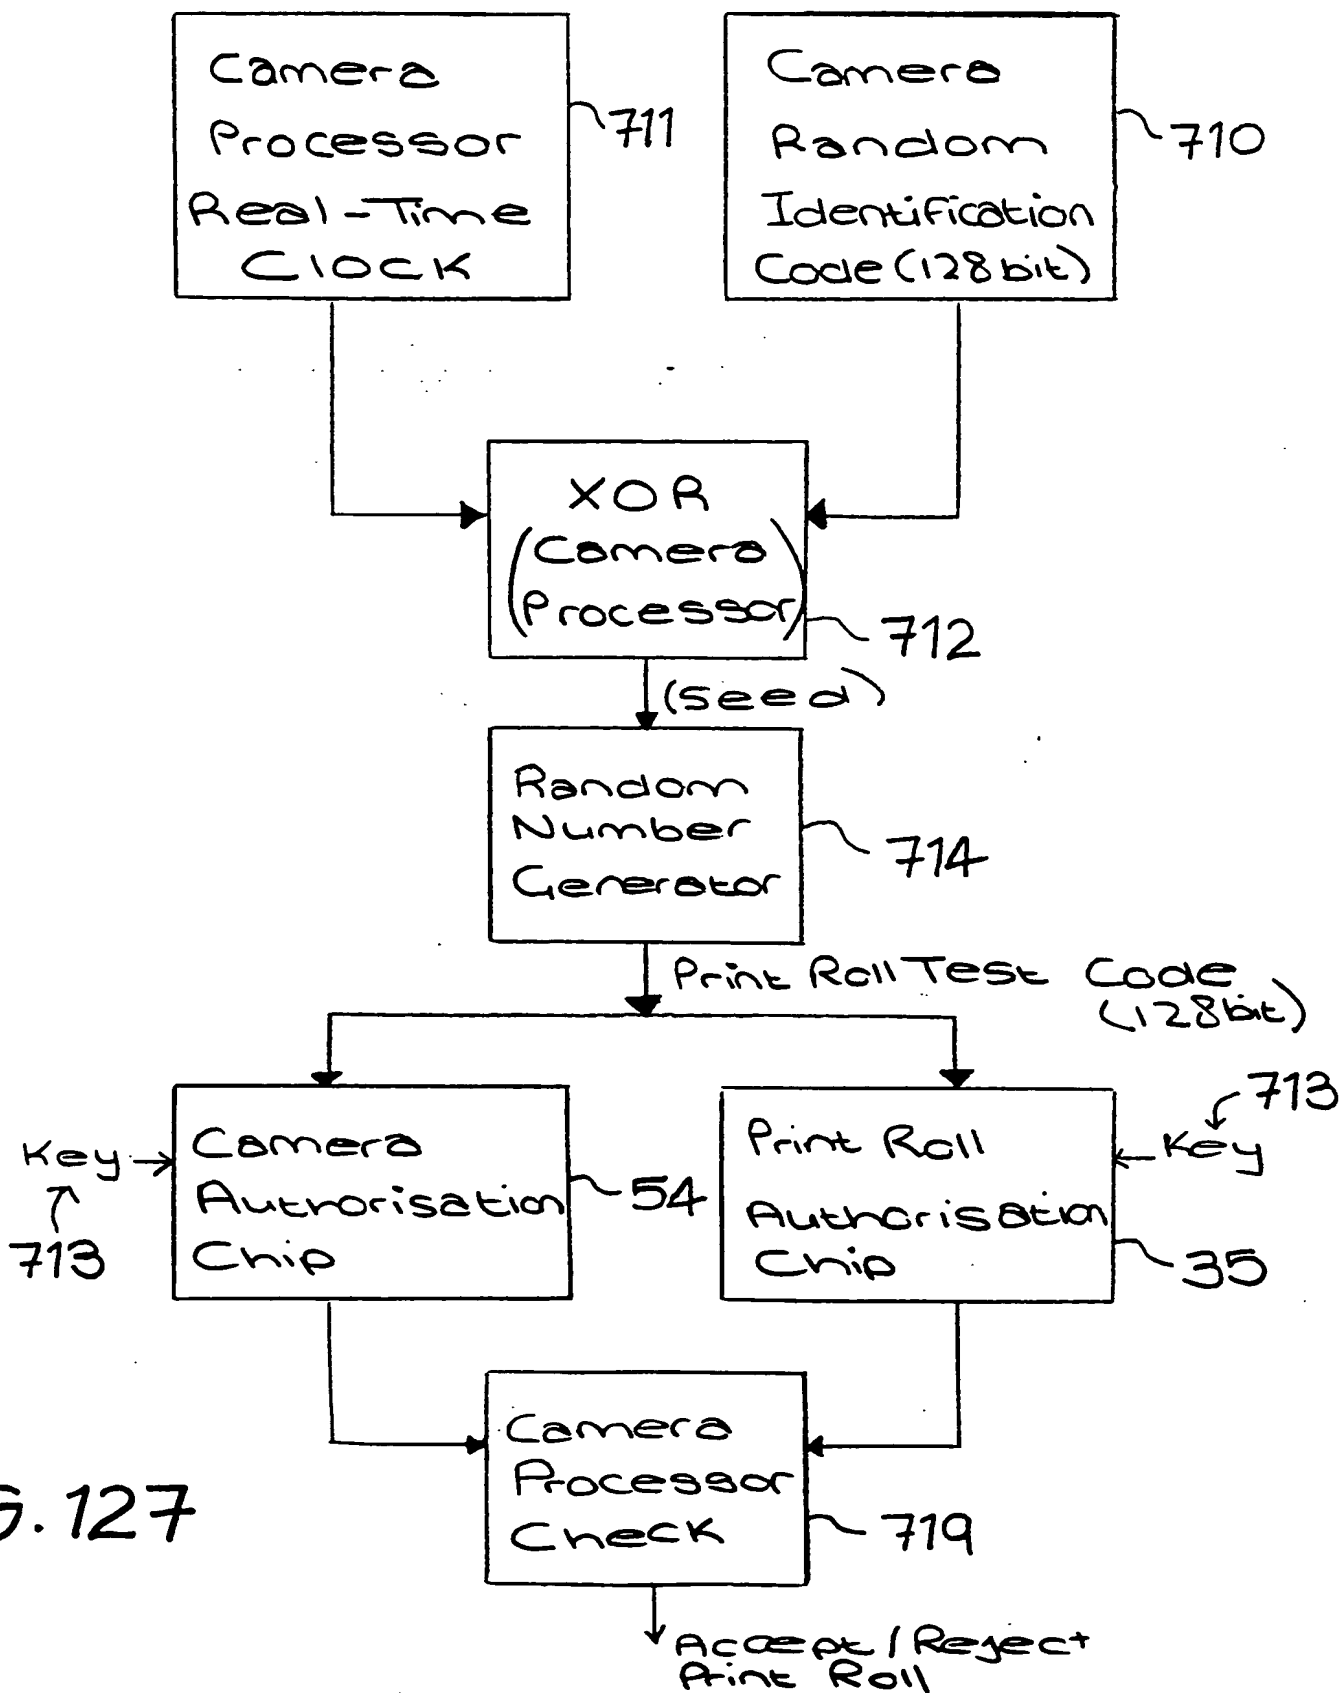 Camera
Processor
Real-Time
Clock
711
Camera
Random
Identification
Code (128 bit)
710
XOR
(Camera
Processor)
712
(seed)
Random
Number
Generator
714
Print Roll Test Code
(128 bit)
Key
713
Camera
Authorisation
Chip
54
Print Roll
Authorisation
Chip
713
Key
35
Camera
Processor
Check
719
G. 127
Accept / Reject
Print Roll